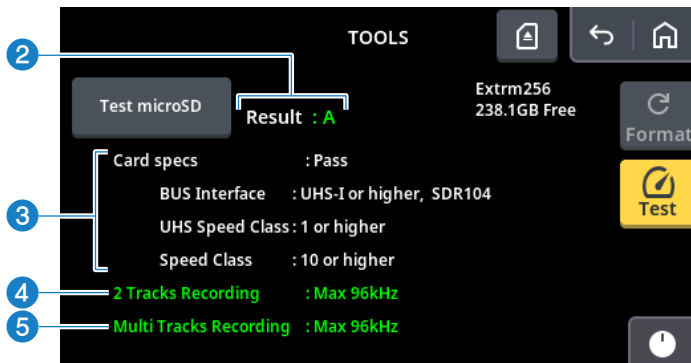 TOOLS
2
Test microSD
Result : A
Extrm256
238.1GB Free
Format
Card specs : Pass
BUS Interface : UHS-I or higher, SDR104
3
UHS Speed Class : 1 or higher
Test
Speed Class : 10 or higher
4
2 Tracks Recording : Max 96kHz
5
Multi Tracks Recording : Max 96kHz